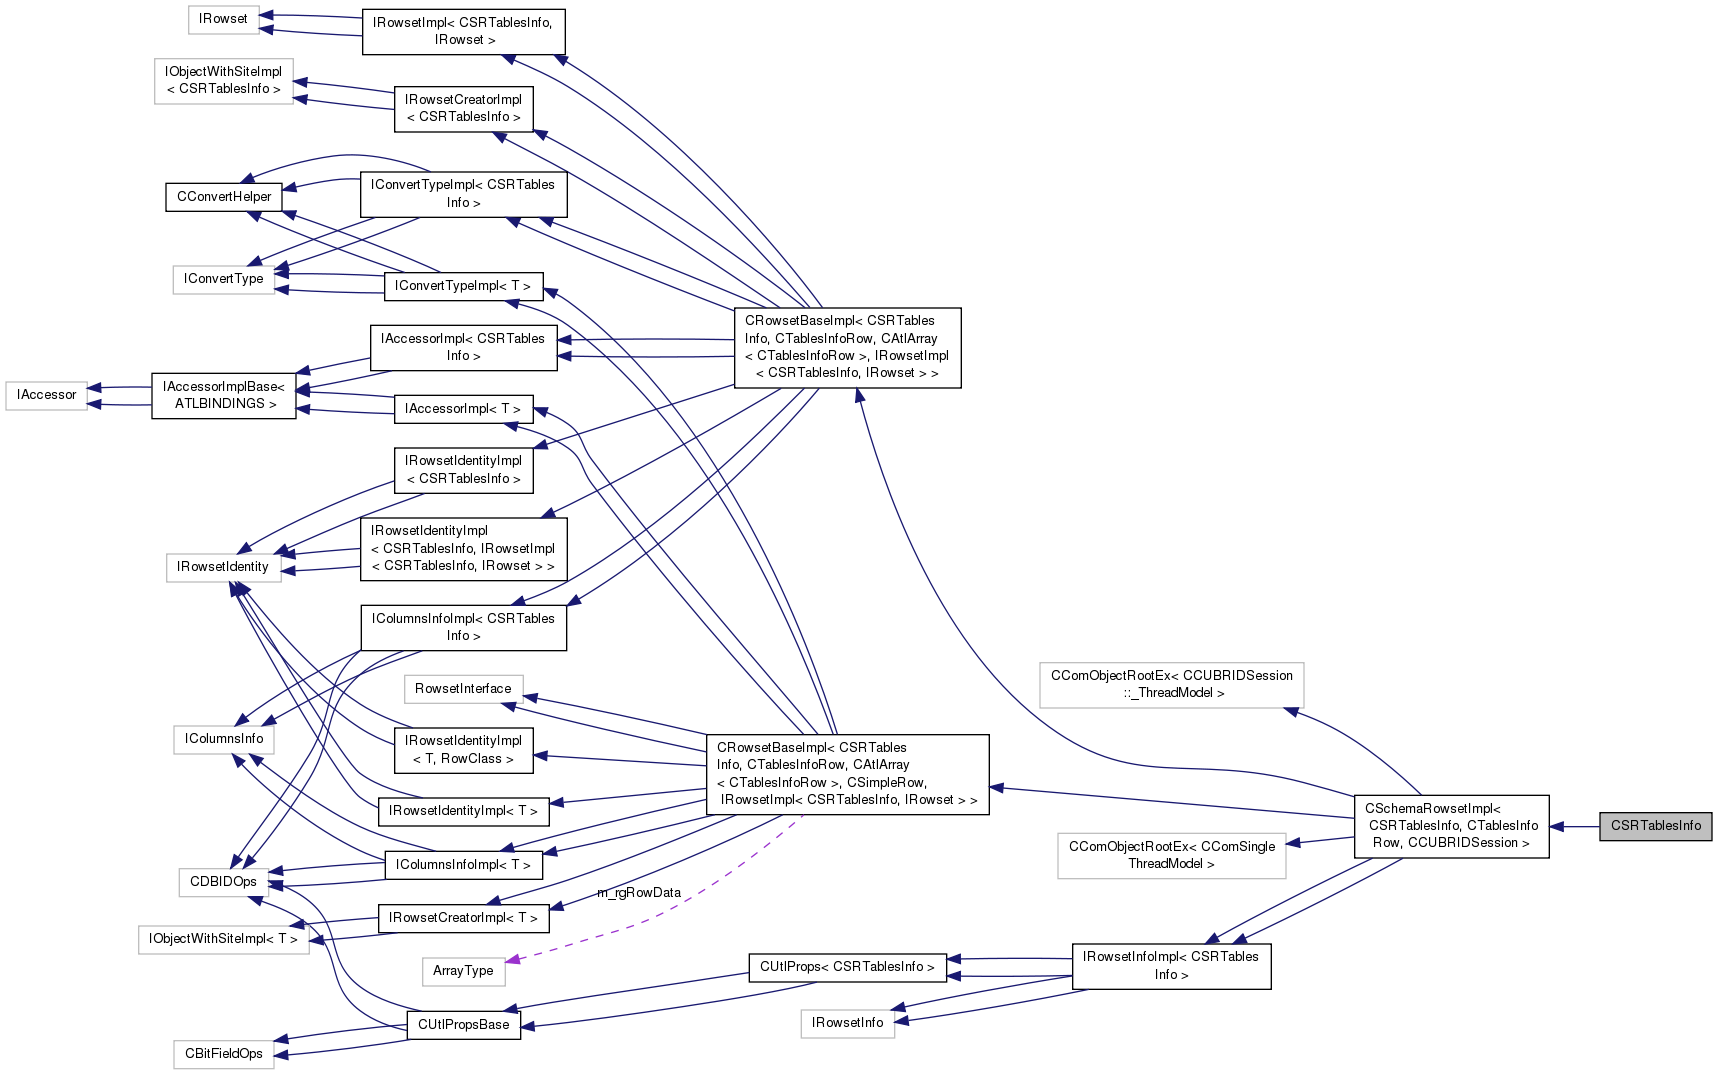 IRowset
IRowsetImpl< CSRTablesInfo,
IRowset >
IObjectWithSiteImpl
< CSRTablesInfo >
IRowsetCreatorImpl
< CSRTablesInfo >
CConvertHelper
IConvertTypeImpl< CSRTables
Info >
IConvertType
IConvertTypeImpl< T >
CRowsetBaseImpl< CSRTables
Info, CTablesInfoRow, CAtlArray
< CTablesInfoRow >, IRowsetImpl
< CSRTablesInfo, IRowset > >
IAccessorImpl< CSRTables
Info >
IAccessor
IAccessorImplBase<
ATLBINDINGS >
IAccessorImpl< T >
IRowsetIdentityImpl
< CSRTablesInfo >
IRowsetIdentityImpl
< CSRTablesInfo, IRowsetImpl
< CSRTablesInfo, IRowset > >
IRowsetIdentity
IColumnsInfoImpl< CSRTables
Info >
RowsetInterface
CComObjectRootEx< CCUBRIDSession
::_ThreadModel >
IColumnsInfo
IRowsetIdentityImpl
< T, RowClass >
CRowsetBaseImpl< CSRTables
Info, CTablesInfoRow, CAtlArray
< CTablesInfoRow >, CSimpleRow,
IRowsetImpl< CSRTablesInfo, IRowset > >
IRowsetIdentityImpl< T >
CSchemaRowsetImpl<
CSRTablesInfo, CTablesInfo
Row, CCUBRIDSession >
CSRTablesInfo
CComObjectRootEx< CComSingle
ThreadModel >
IColumnsInfoImpl< T >
CDBIDOps
m_rgRowData
IRowsetCreatorImpl< T >
IObjectWithSiteImpl< T >
ArrayType
CUtlProps< CSRTablesInfo >
IRowsetInfoImpl< CSRTables
Info >
CUtlPropsBase
IRowsetInfo
CBitFieldOps